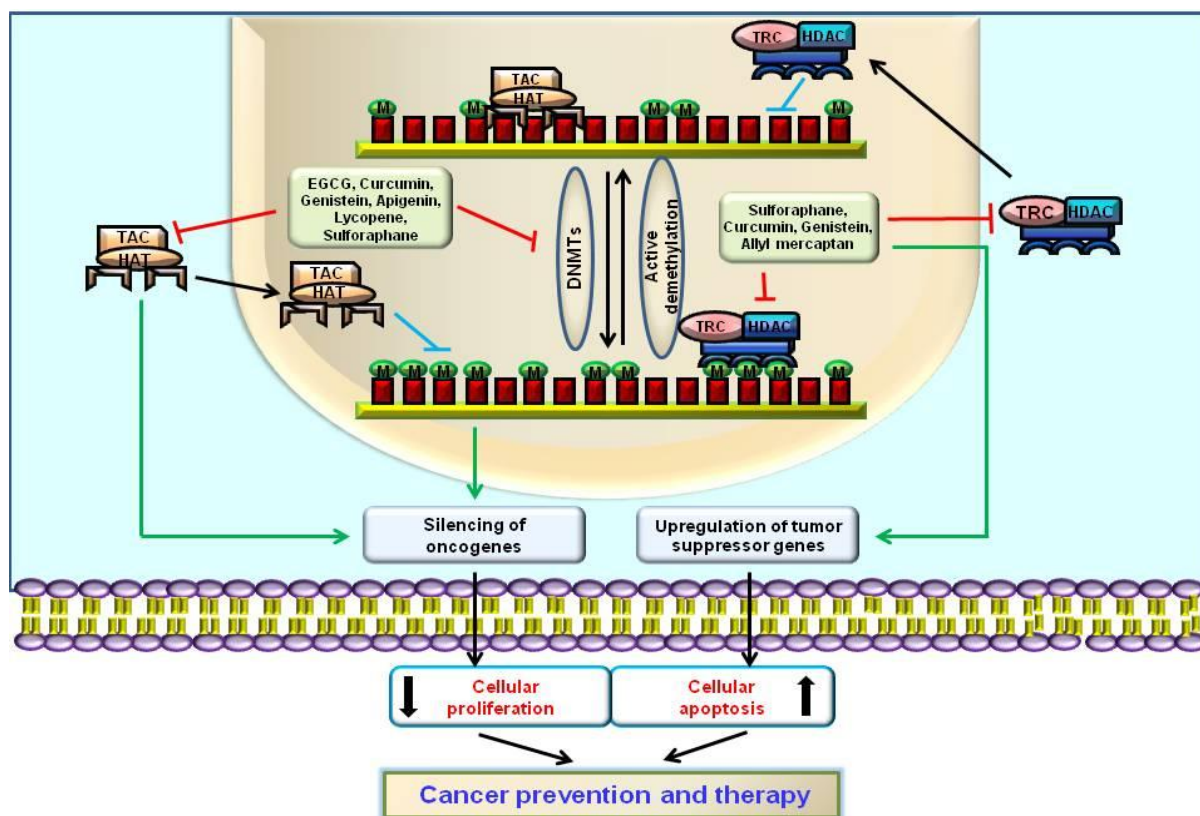 TRC HDAC
TAC
HAT
M M M M M
EGCG, Curcumin,
Genistein, Apigenin,
Lycopene,
Sulforaphane
DNMTs
Active
demethylation
Sulforaphane,
Curcumin, Genistein,
Allyl mercaptan
TRC HDAC
TAC
HAT
TAC
HAT
TRC HDAC
M M M M M M M M M M M
Silencing of
oncogenes
Upregulation of tumor
suppressor genes
Cellular
proliferation
Cellular
apoptosis
Cancer prevention and therapy